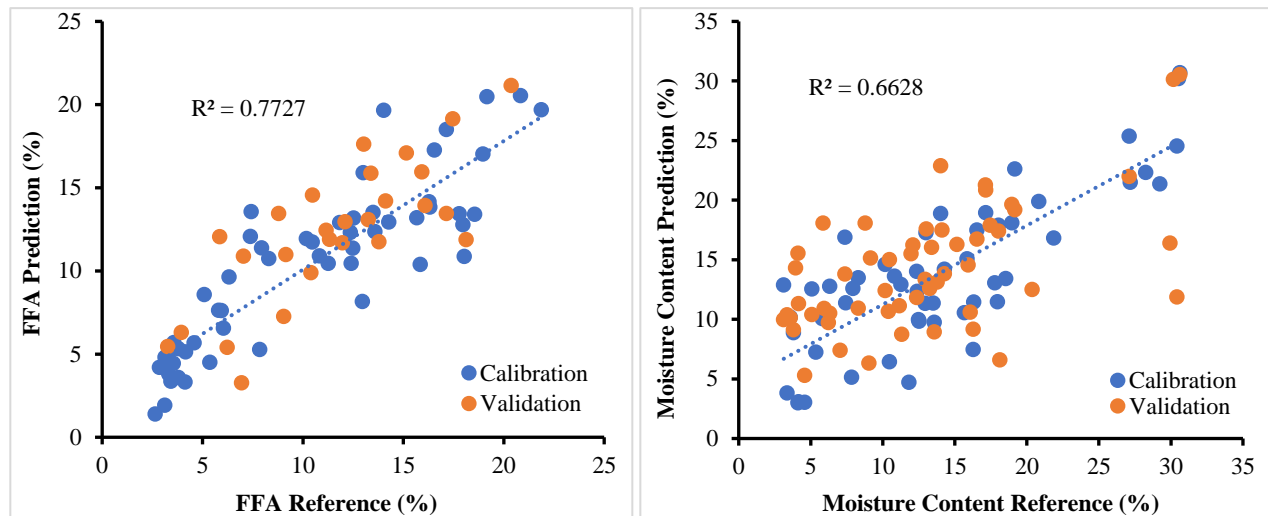 25
20
15
10
5
0
FFA Prediction (%)
R² = 0.7727
Calibration
Validation
0 5 10 15 20 25
FFA Reference (%)
35
30
25
20
15
10
5
0
Moisture Content Prediction (%)
R² = 0.6628
Calibration
Validation
0 5 10 15 20 25 30 35
Moisture Content Reference (%)